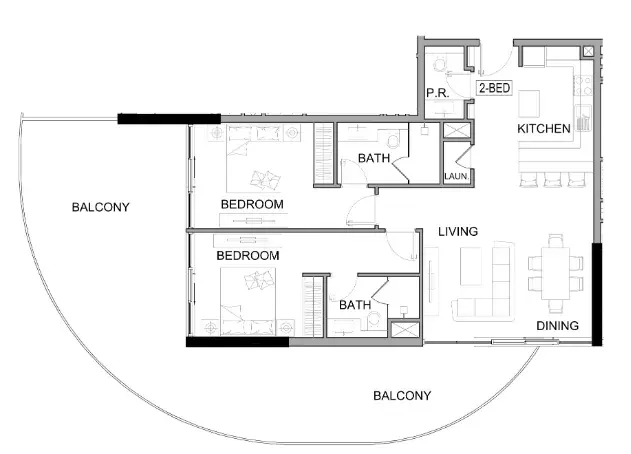 P.R.
2-BED
KITCHEN
BATH
LAUN.
BEDROOM
BALCONY
LIVING
BEDROOM
BATH
DINING
BALCONY